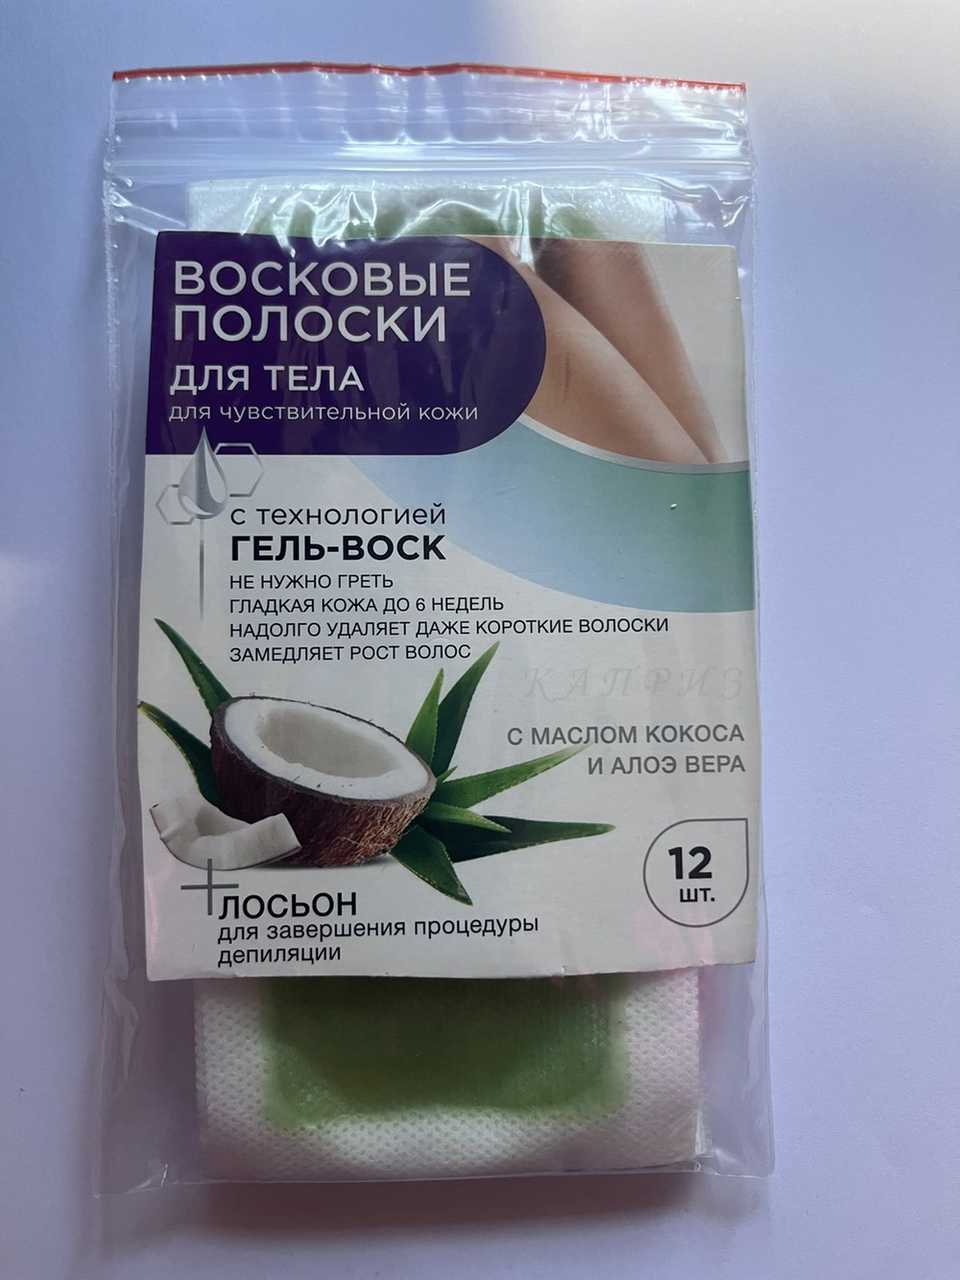 ВОСКОВЫЕ
ПОЛОСКИ
ДЛЯ ТЕЛА
для чувствительной кожи
с технологией
ГЕЛЬ-ВОСК
НЕ НУЖНО ГРЕТЬ
ГЛАДКАЯ КОЖА ДО 6 НЕДЕЛЬ
НАДОЛГО УДАЛЯЕТ ДАЖЕ КОРОТКИЕ ВОЛОСКИ
ЗАМЕДЛЯЕТ РОСТ ВОЛОС
КАПРИЗ
С МАСЛОМ КОКОСА
И АЛОЭ ВЕРА
12
шт.
+ЛОСЬОН
для завершения процедуры
депиляции